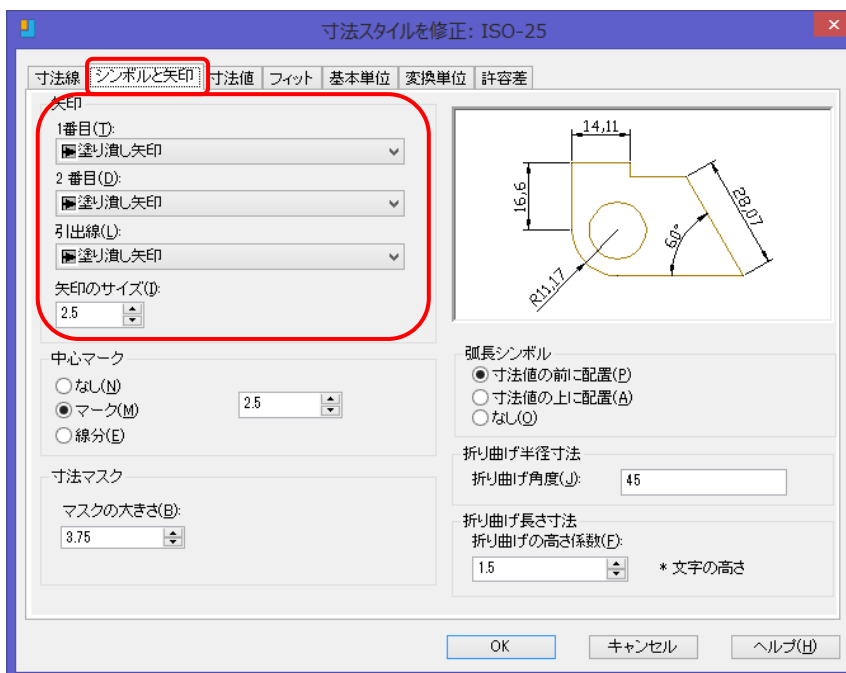 寸法スタイルを修正: ISO-25
寸法線 シンボルと矢印 寸法値 フィット 基本単位 変換単位 許容差
矢印
1番目(T):
塗り潰し矢印
2 番目(D):
塗り潰し矢印
引出線(L):
塗り潰し矢印
矢印のサイズ(I):
2.5
14,11
16,6
28,07
60°
R11,17
中心マーク
なし(N)
マーク(M)
2.5
線分(E)
弧長シンボル
寸法値の前に配置(P)
寸法値の上に配置(A)
なし(O)
寸法マスク
マスクの大きさ(B):
3.75
折り曲げ半径寸法
折り曲げ角度(J):
45
折り曲げ長さ寸法
折り曲げの高さ係数(F):
1.5
* 文字の高さ
OK キャンセル ヘルプ(H)